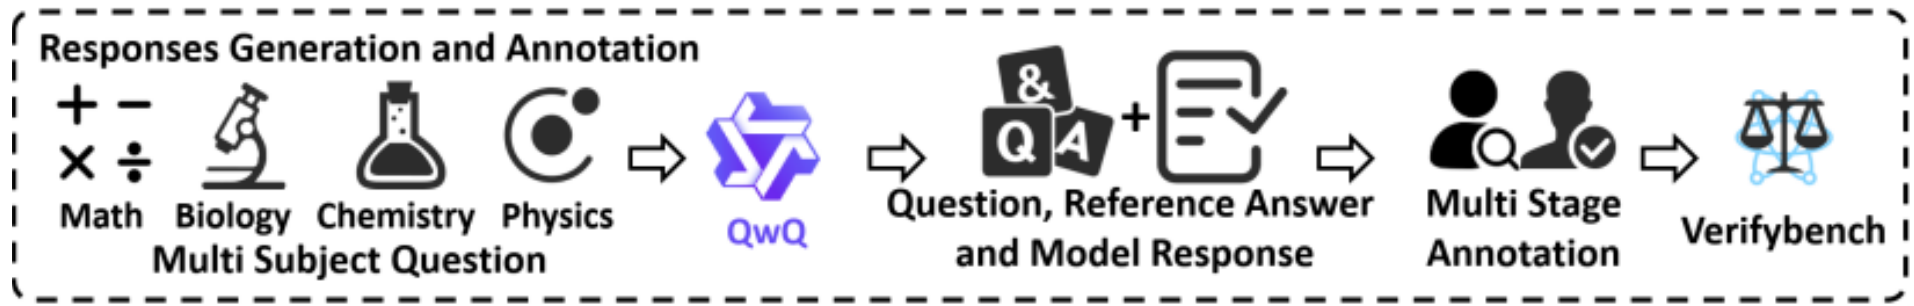 Responses Generation and Annotation
+ −
× ÷
Math Biology Chemistry Physics
Multi Subject Question
QwQ
&
Q A
+
Question, Reference Answer
and Model Response
Multi Stage
Annotation
Verifybench